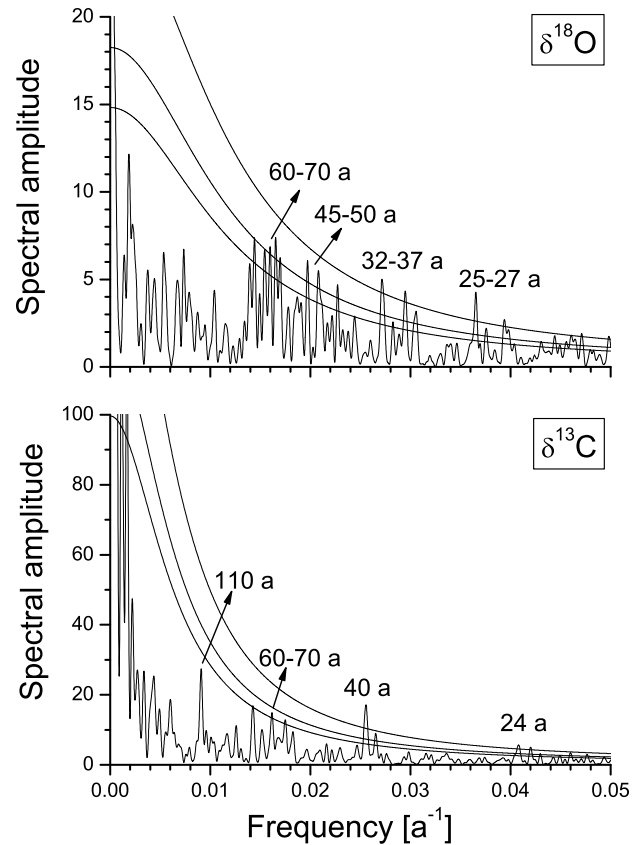 δ¹⁸O
20
15
10
5
0
Spectral amplitude
60-70 a
45-50 a
32-37 a
25-27 a
δ¹³C
100
80
60
40
20
0
Spectral amplitude
110 a
60-70 a
40 a
24 a
0.00 0.01 0.02 0.03 0.04 0.05
Frequency [a⁻¹]